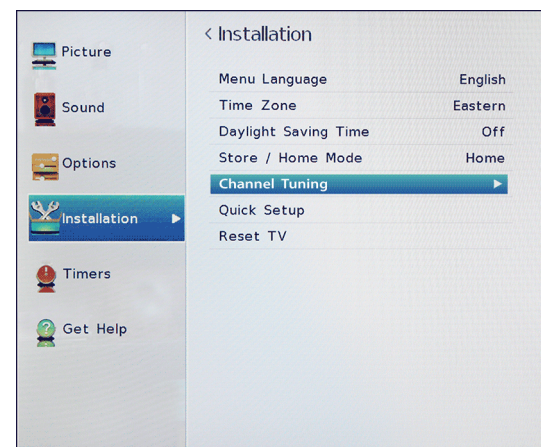 Picture
Sound
Options
Installation
Timers
Get Help
< Installation
Menu Language English
Time Zone Eastern
Daylight Saving Time Off
Store / Home Mode Home
Channel Tuning
Quick Setup
Reset TV